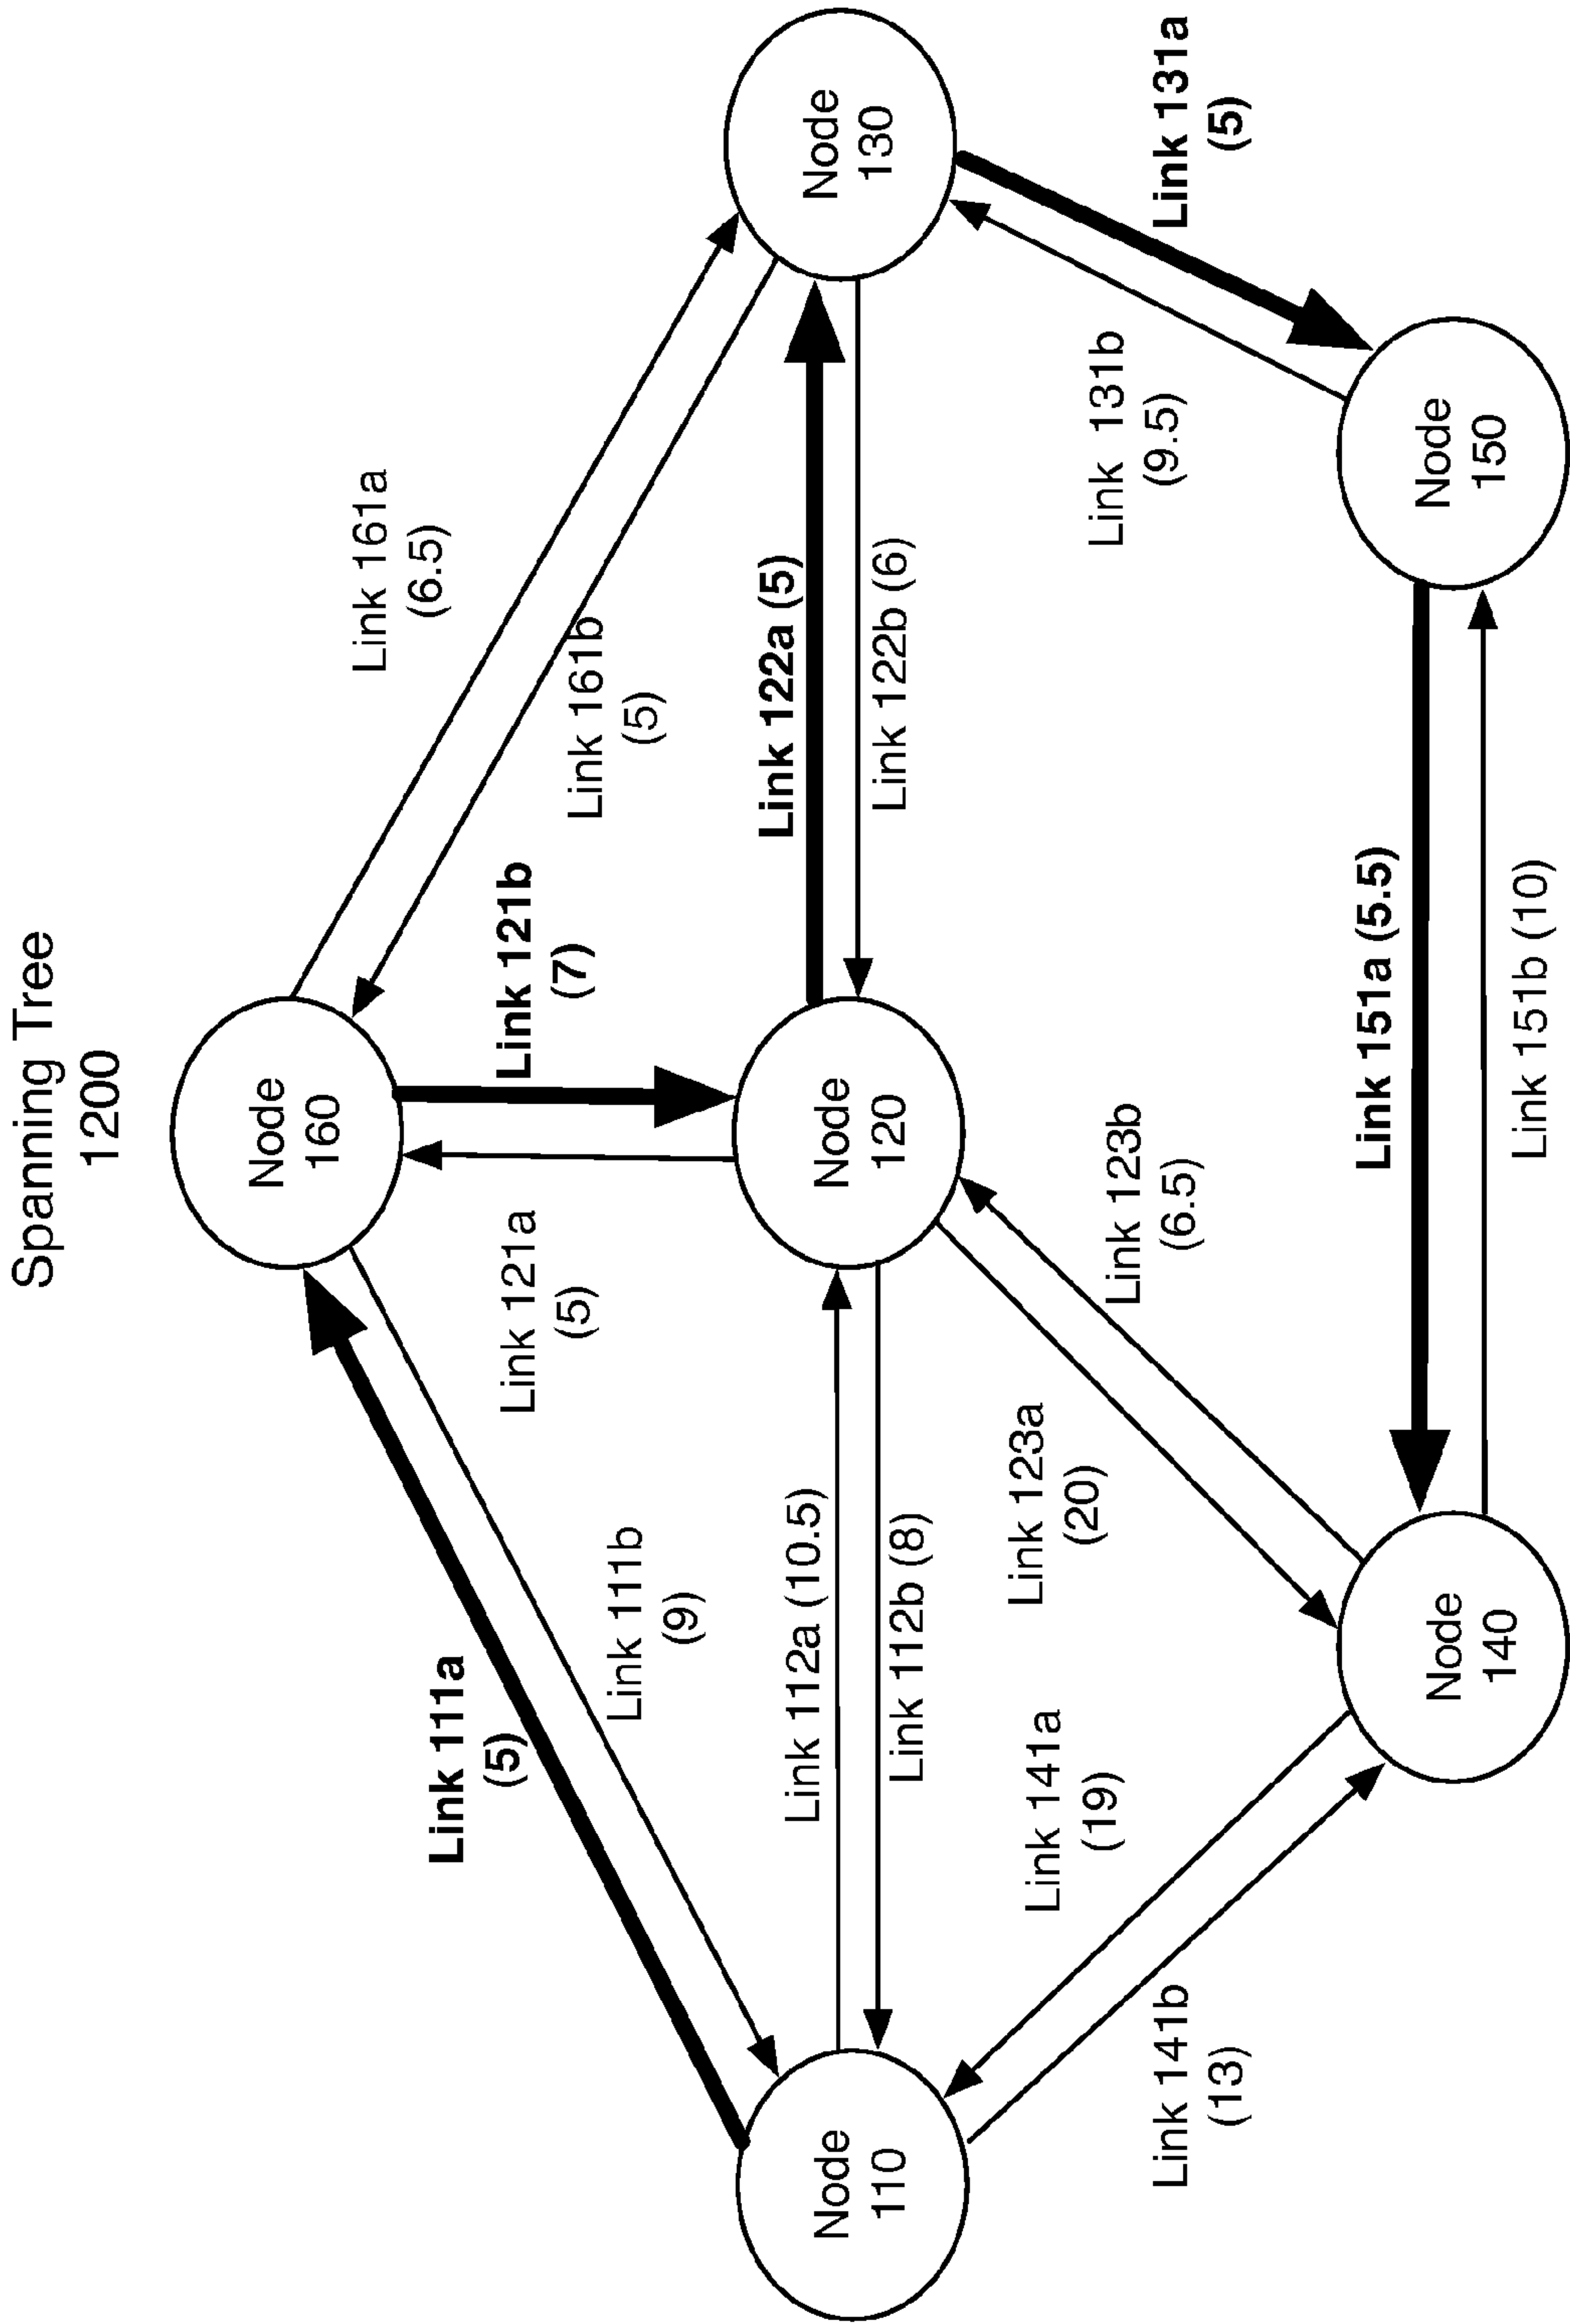 Spanning Tree
1200
Node
160
Link 161a
(6.5)
Link 161b
(5)
Link 121b
(7)
Link 121a
(5)
Link 111a
(5)
Link 111b
(9)
Node
110
Link 112a (10.5)
Link 112b (8)
Node
120
Link 122a (5)
Link 122b (6)
Node
130
Link 141a
(19)
Link 141b
(13)
Link 123a
(20)
Link 123b
(6.5)
Link 131b
(9.5)
Link 131a
(5)
Node
140
Link 151a (5.5)
Link 151b (10)
Node
150